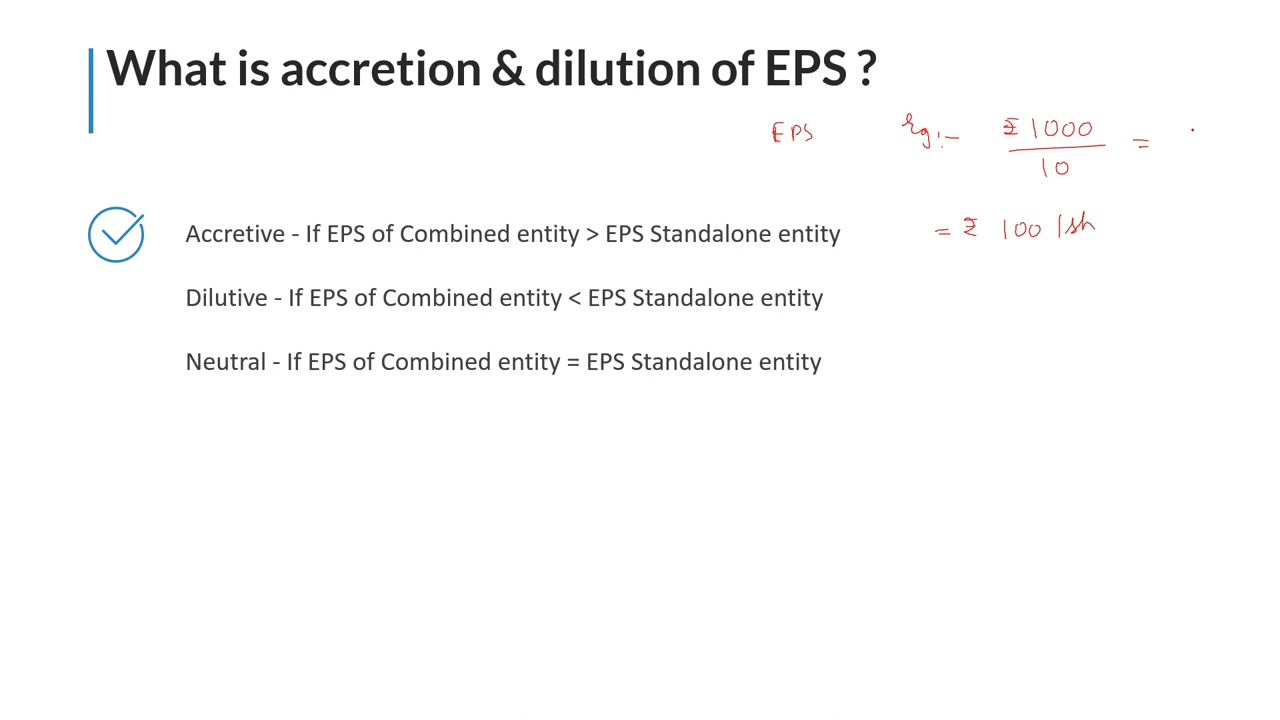 What is accretion & dilution of EPS ?
EPS Eg:- ₹ 1000 / 10 =
Accretive - If EPS of Combined entity > EPS Standalone entity
= ₹ 100 /sh
Dilutive - If EPS of Combined entity < EPS Standalone entity
Neutral - If EPS of Combined entity = EPS Standalone entity